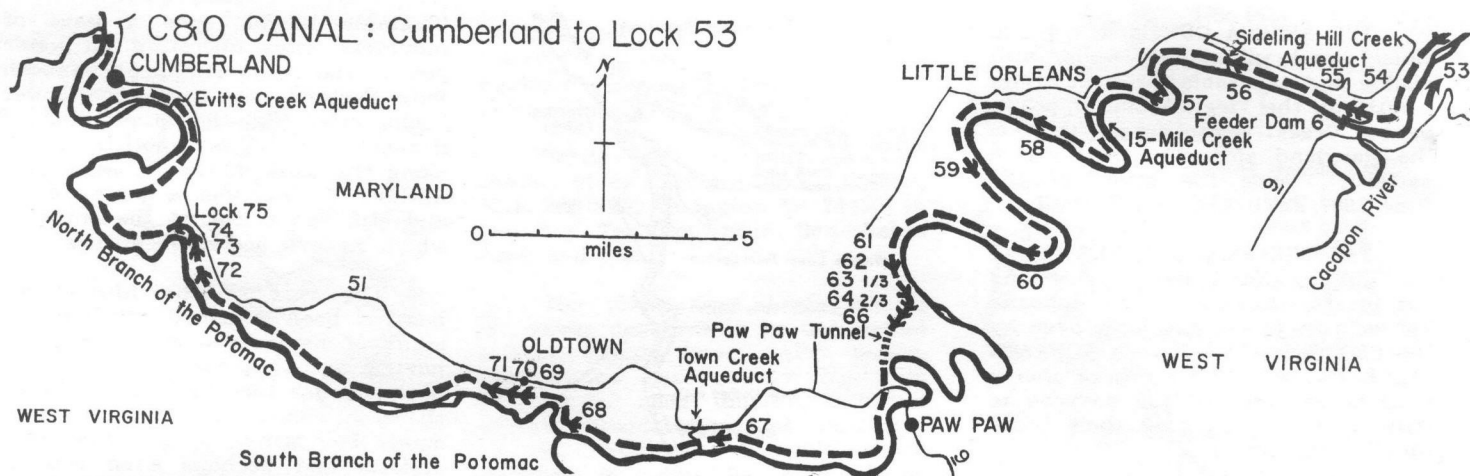 C&O CANAL: Cumberland to Lock 53
CUMBERLAND
Evitts Creek Aqueduct
N
MARYLAND
0 5
miles
Lock 75
74
73
72
North Branch of the Potomac
51
WEST VIRGINIA
71 70 69
OLDTOWN
68
South Branch of the Potomac
Town Creek
Aqueduct
67
Paw Paw Tunnel
PAW PAW
9
61
62
63 1/3
64 2/3
66
60
59
58
LITTLE ORLEANS
15-Mile Creek
Aqueduct
57
56
Sideling Hill Creek
Aqueduct
55
54
53
Feeder Dam 6
9
Cacapon River
WEST VIRGINIA